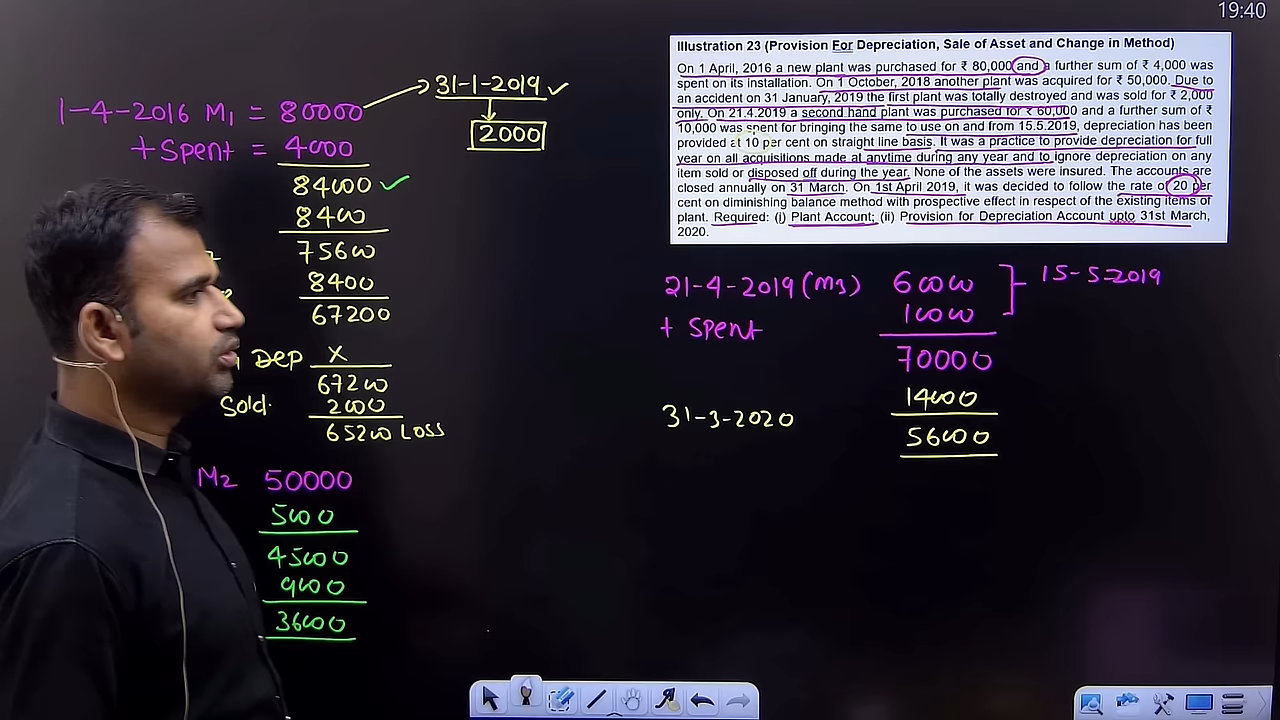 19:40
Illustration 23 (Provision For Depreciation, Sale of Asset and Change in Method)
On 1 April, 2016 a new plant was purchased for ₹ 80,000 and a further sum of ₹ 4,000 was
spent on its installation. On 1 October, 2018 another plant was acquired for ₹ 50,000. Due to
an accident on 31 January, 2019 the first plant was totally destroyed and was sold for ₹ 2,000
only. On 21.4.2019 a second hand plant was purchased for ₹ 60,000 and a further sum of ₹
10,000 was spent for bringing the same to use on and from 15.5.2019, depreciation has been
provided at 10 per cent on straight line basis. It was a practice to provide depreciation for full
year on all acquisitions made at anytime during any year and to ignore depreciation on any
item sold or disposed off during the year. None of the assets were insured. The accounts are
closed annually on 31 March. On 1st April 2019, it was decided to follow the rate of 20 per
cent on diminishing balance method with prospective effect in respect of the existing items of
plant. Required: (i) Plant Account; (ii) Provision for Depreciation Account upto 31st March,
2020.
1-4-2016 M1 = 80000
+ Spent = 4000
84000
8400
75600
8400
67200
Dep X
67200
Sold 2000
65200 Loss
31-1-2019
2000
M2 50000
5000
45000
9000
36000
21-4-2019 (M3) 60000
+ Spent 10000
15-5-2019
70000
14000
31-3-2020
56000